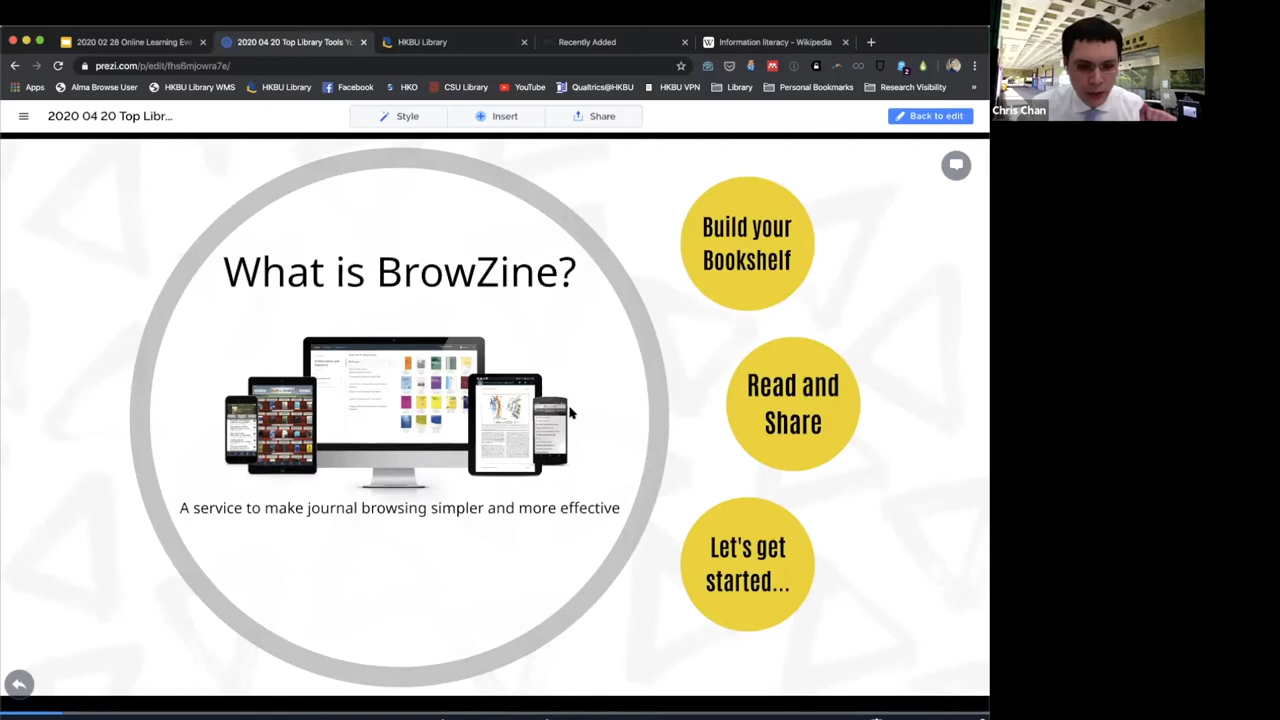 2020 02 28 Online Learning Eve
2020 04 20 Top Library Tools Yo
HKBU Library
Recently Added
Information literacy - Wikipedia
prezi.com/p/edit/fhs6mjowra7e/
Apps
Alma Browse User
HKBU Library WMS
HKBU Library
Facebook
HKO
CSU Library
YouTube
Qualtrics@HKBU
HKBU VPN
Library
Personal Bookmarks
Research Visibility
»
2020 04 20 Top Libr...
Style
Insert
Share
Back to edit
Chris Chan
What is BrowZine?
A service to make journal browsing simpler and more effective
Build your
Bookshelf
Read and
Share
Let's get
started...